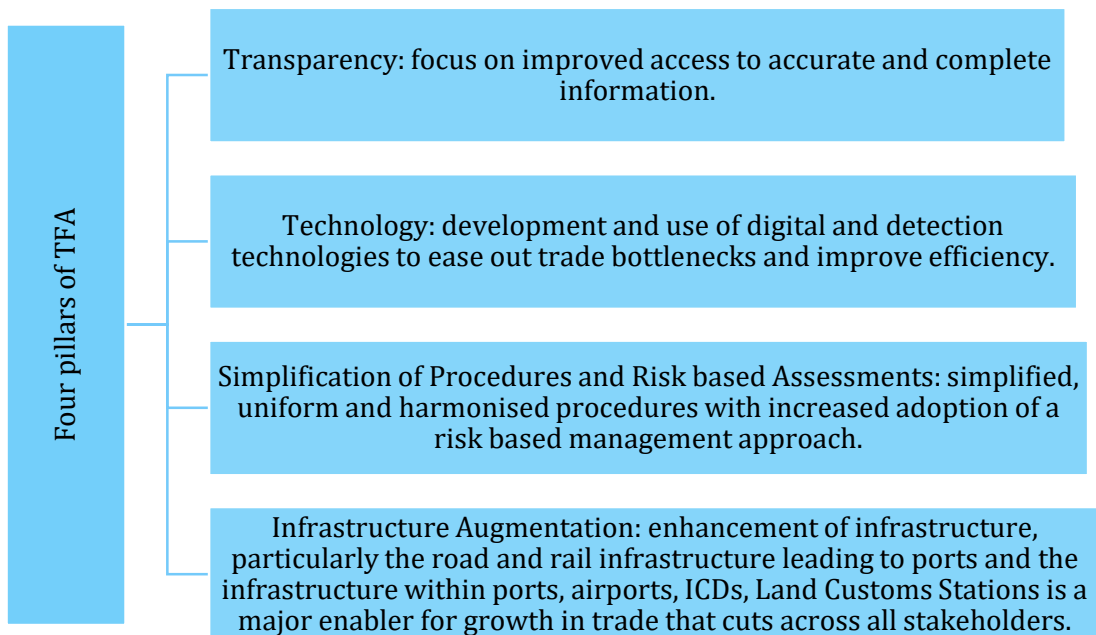 Four pillars of TFA
Transparency: focus on improved access to accurate and complete
information.
Technology: development and use of digital and detection
technologies to ease out trade bottlenecks and improve efficiency.
Simplification of Procedures and Risk based Assessments: simplified,
uniform and harmonised procedures with increased adoption of a
risk based management approach.
Infrastructure Augmentation: enhancement of infrastructure,
particularly the road and rail infrastructure leading to ports and the
infrastructure within ports, airports, ICDs, Land Customs Stations is a
major enabler for growth in trade that cuts across all stakeholders.